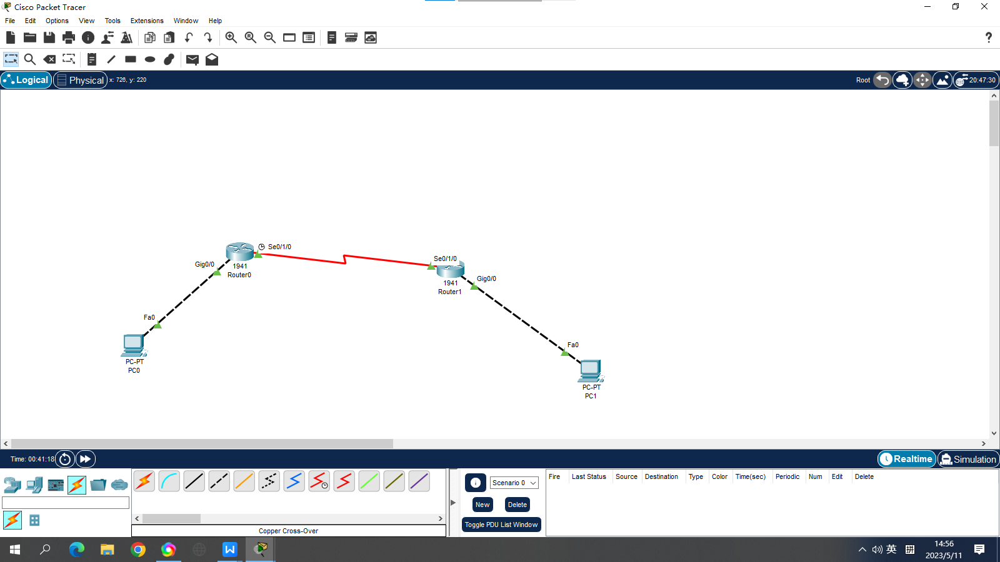 Cisco Packet Tracer
File Edit Options View Tools Extensions Window Help
?
Logical Physical x: 726, y: 220 Root 20:47:30
Se0/1/0
Gig0/0
1941
Router0
Se0/1/0
Gig0/0
1941
Router1
Fa0
PC-PT
PC0
Fa0
PC-PT
PC1
Time: 00:41:18 Realtime Simulation
Scenario 0
New Delete
Toggle PDU List Window
Fire Last Status Source Destination Type Color Time(sec) Periodic Num Edit Delete
Copper Cross-Over
英 拼
14:56
2023/5/11